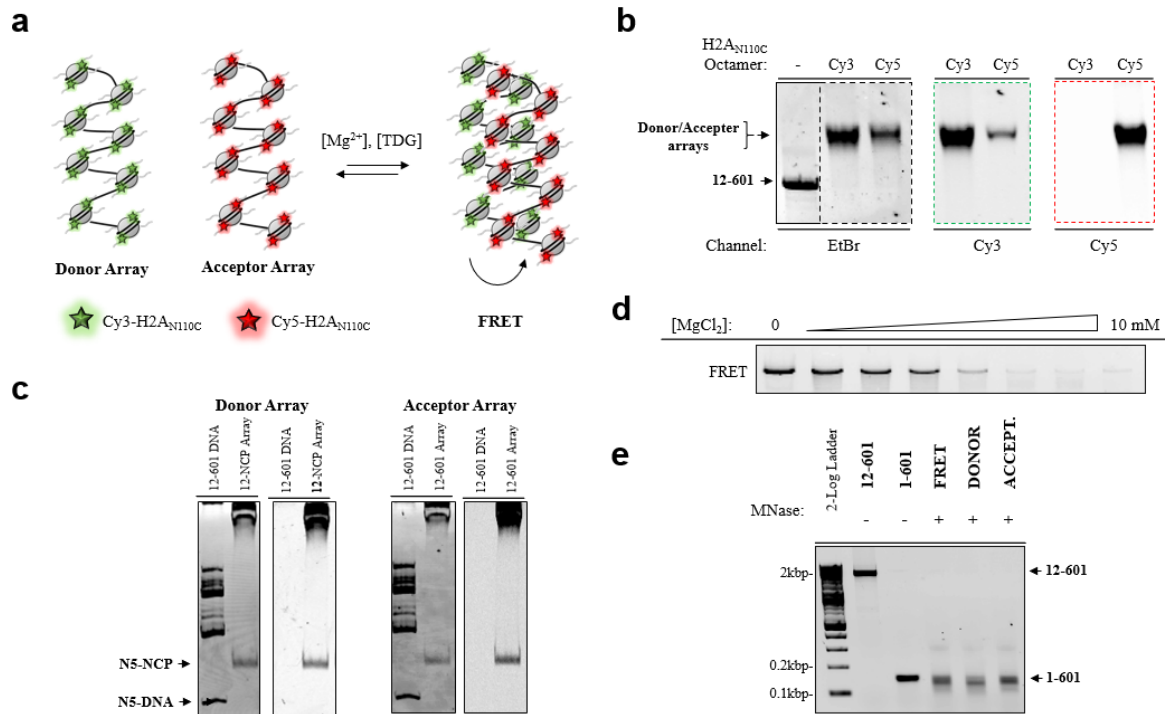 a
[Mg²⁺], [TDG]
Donor Array
Acceptor Array
Cy3-H2A_N110C
Cy5-H2A_N110C
FRET
b
H2A_N110C
Octamer:
-
Cy3
Cy5
Cy3
Cy5
Cy3
Cy5
Donor/Accepter
arrays
12-601
Channel:
EtBr
Cy3
Cy5
c
Donor Array
Acceptor Array
12-601 DNA
12-NCP Array
12-601 DNA
12-NCP Array
12-601 DNA
12-601 Array
12-601 DNA
12-601 Array
N5-NCP
N5-DNA
d
[MgCl₂]:
0
10 mM
FRET
e
2-Log Ladder
12-601
1-601
FRET
DONOR
ACCEPT.
MNase:
-
-
+
+
+
2kbp-
0.2kbp-
0.1kbp-
12-601
1-601